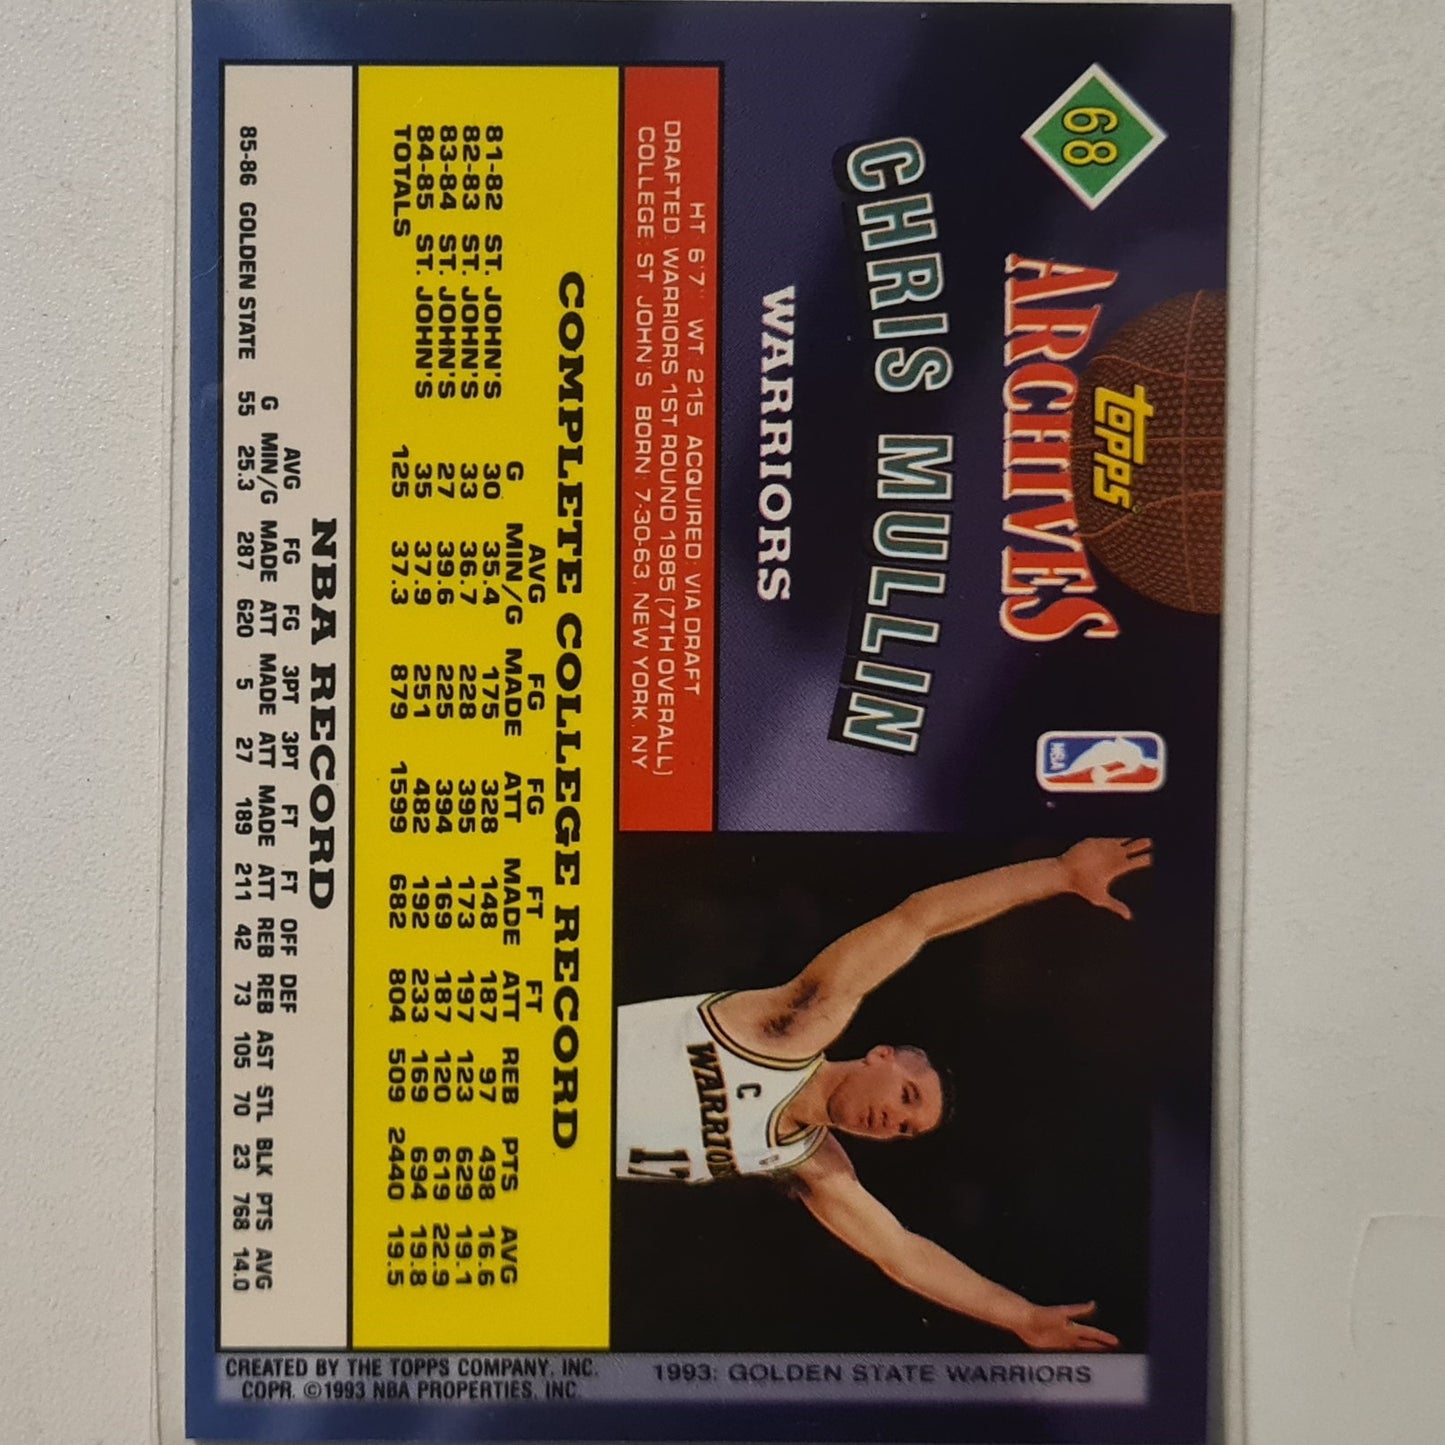 68
ARCHIVES
topps
NBA
CHRIS MULLIN
WARRIORS
HT 6'7" WT. 215 ACQUIRED: VIA DRAFT
DRAFTED: WARRIORS 1ST ROUND 1985 (7TH OVERALL)
COLLEGE: ST. JOHN'S BORN: 7-30-63, NEW YORK, NY
WARRIO
C
17
COMPLETE COLLEGE RECORD
AVG FG FG FT FT
G MIN/G MADE ATT MADE ATT REB PTS AVG
81-82 ST. JOHN'S 30 35.4 175 328 148 187 97 498 16.6
82-83 ST. JOHN'S 33 36.7 228 395 173 197 123 629 19.1
83-84 ST. JOHN'S 27 39.6 225 394 169 187 120 619 22.9
84-85 ST. JOHN'S 35 37.9 251 482 192 233 169 694 19.8
TOTALS 125 37.3 879 1599 682 804 509 2440 19.5
NBA RECORD
AVG FG FG 3PT 3PT FT FT OFF DEF
G MIN/G MADE ATT MADE ATT MADE ATT REB REB AST STL BLK PTS AVG
85-86 GOLDEN STATE 55 25.3 287 620 5 27 189 211 42 73 105 70 23 768 14.0
1993: GOLDEN STATE WARRIORS
CREATED BY THE TOPPS COMPANY, INC.
COPR. ©1993 NBA PROPERTIES, INC.